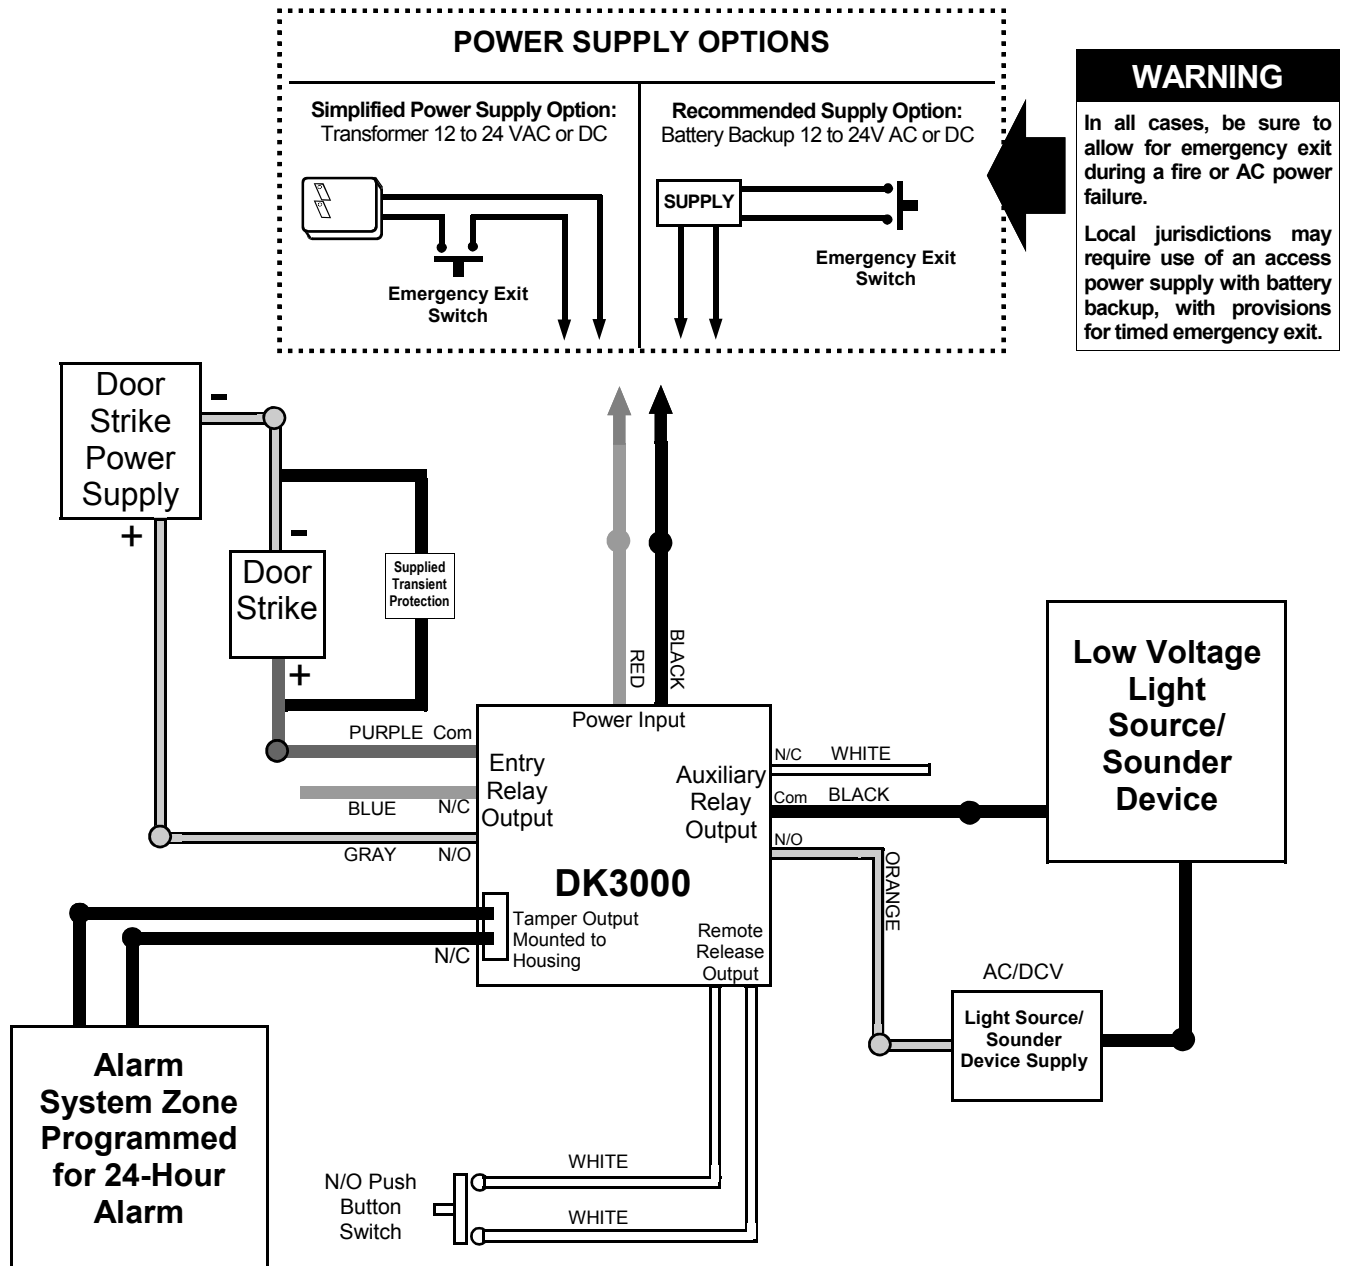 POWER SUPPLY OPTIONS
Simplified Power Supply Option:
Transformer 12 to 24 VAC or DC
Emergency Exit
Switch
Recommended Supply Option:
Battery Backup 12 to 24V AC or DC
SUPPLY
Emergency Exit
Switch
WARNING
In all cases, be sure to
allow for emergency exit
during a fire or AC power
failure.
Local jurisdictions may
require use of an access
power supply with battery
backup, with provisions
for timed emergency exit.
Door
Strike
Power
Supply
-
+
-
Door
Strike
+
Supplied
Transient
Protection
RED
BLACK
Power Input
PURPLE Com
BLUE N/C
GRAY N/O
Entry
Relay
Output
Auxiliary
Relay
Output
N/C WHITE
Com BLACK
N/O
ORANGE
DK3000
Tamper Output
Mounted to
Housing
N/C
Remote
Release
Output
Low Voltage
Light
Source/
Sounder
Device
AC/DCV
Light Source/
Sounder
Device Supply
Alarm
System Zone
Programmed
for 24-Hour
Alarm
N/O Push
Button
Switch
WHITE
WHITE